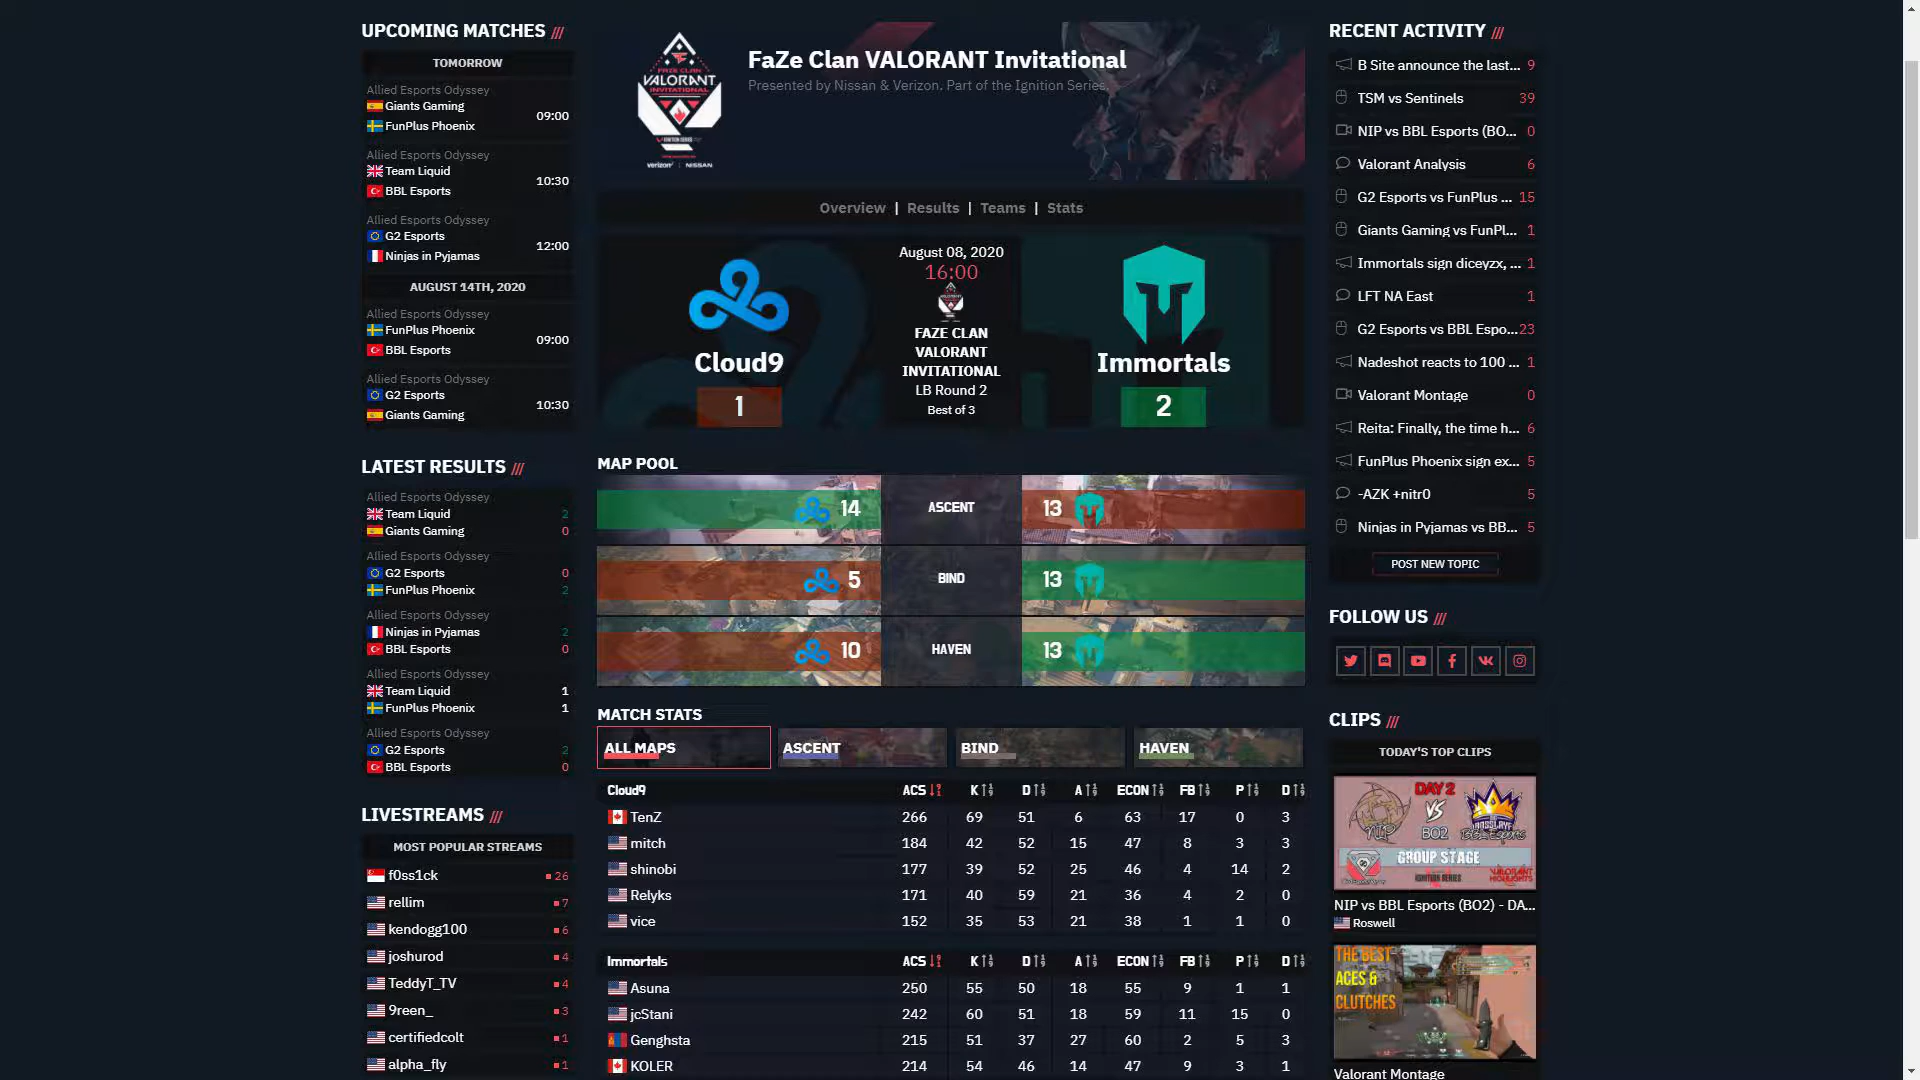 UPCOMING MATCHES ///
TOMORROW
Allied Esports Odyssey
Giants Gaming
FunPlus Phoenix
09:00
Allied Esports Odyssey
Team Liquid
BBL Esports
10:30
Allied Esports Odyssey
G2 Esports
Ninjas in Pyjamas
12:00
AUGUST 14TH, 2020
Allied Esports Odyssey
FunPlus Phoenix
BBL Esports
09:00
Allied Esports Odyssey
G2 Esports
Giants Gaming
10:30
LATEST RESULTS ///
Allied Esports Odyssey
Team Liquid 2
Giants Gaming 0
Allied Esports Odyssey
G2 Esports 0
FunPlus Phoenix 2
Allied Esports Odyssey
Ninjas in Pyjamas 2
BBL Esports 0
Allied Esports Odyssey
Team Liquid 1
FunPlus Phoenix 1
Allied Esports Odyssey
G2 Esports 2
BBL Esports 0
LIVESTREAMS ///
MOST POPULAR STREAMS
f0ss1ck 26
rellim 7
kendogg100 6
joshurod 4
TeddyT_TV 4
9reen_ 3
certifiedcolt 1
alpha_fly 1
FAZE CLAN
VALORANT
INVITATIONAL
verizon | NISSAN
FaZe Clan VALORANT Invitational
Presented by Nissan & Verizon. Part of the Ignition Series.
Overview | Results | Teams | Stats
Cloud9
1
August 08, 2020
16:00
FAZE CLAN
VALORANT
INVITATIONAL
LB Round 2
Best of 3
Immortals
2
MAP POOL
14 ASCENT 13
5 BIND 13
10 HAVEN 13
MATCH STATS
ALL MAPS ASCENT BIND HAVEN
Cloud9 ACS K D A ECON FB P D
TenZ 266 69 51 6 63 17 0 3
mitch 184 42 52 15 47 8 3 3
shinobi 177 39 52 25 46 4 14 2
Relyks 171 40 59 21 36 4 2 0
vice 152 35 53 21 38 1 1 0
Immortals ACS K D A ECON FB P D
Asuna 250 55 50 18 55 9 1 1
jcStani 242 60 51 18 59 11 15 0
Genghsta 215 51 37 27 60 2 5 3
KOLER 214 54 46 14 47 9 3 1
RECENT ACTIVITY ///
B Site announce the last... 9
TSM vs Sentinels 39
NIP vs BBL Esports (BO... 0
Valorant Analysis 6
G2 Esports vs FunPlus ... 15
Giants Gaming vs FunPl... 1
Immortals sign diceyzx, ... 1
LFT NA East 1
G2 Esports vs BBL Espo... 23
Nadeshot reacts to 100 ... 1
Valorant Montage 0
Reita: Finally, the time h... 6
FunPlus Phoenix sign ex... 5
-AZK +nitr0 5
Ninjas in Pyjamas vs BB... 5
POST NEW TOPIC
FOLLOW US ///
CLIPS ///
TODAY'S TOP CLIPS
DAY 2
VS
NIP BO2 BBL Esports
GROUP STAGE
IGNITION SERIES
VALORANT
HIGHLIGHTS
NIP vs BBL Esports (BO2) - DA...
Roswell
THE BEST
ACES &
CLUTCHES
Valorant Montage